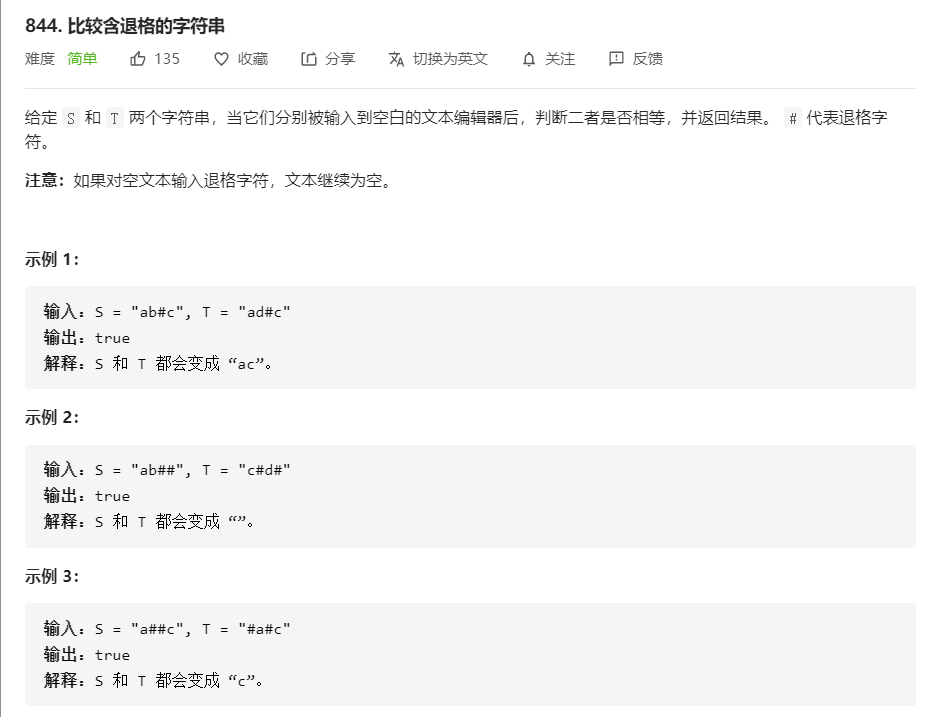 844. 比较含退格的字符串
难度 简单 135 收藏 分享 切换为英文 关注 反馈
给定 S 和 T 两个字符串，当它们分别被输入到空白的文本编辑器后，判断二者是否相等，并返回结果。 # 代表退格字
符。
注意：如果对空文本输入退格字符，文本继续为空。
示例 1：
输入：S = "ab#c", T = "ad#c"
输出：true
解释：S 和 T 都会变成 “ac”。
示例 2：
输入：S = "ab##", T = "c#d#"
输出：true
解释：S 和 T 都会变成 “”。
示例 3：
输入：S = "a##c", T = "#a#c"
输出：true
解释：S 和 T 都会变成 “c”。